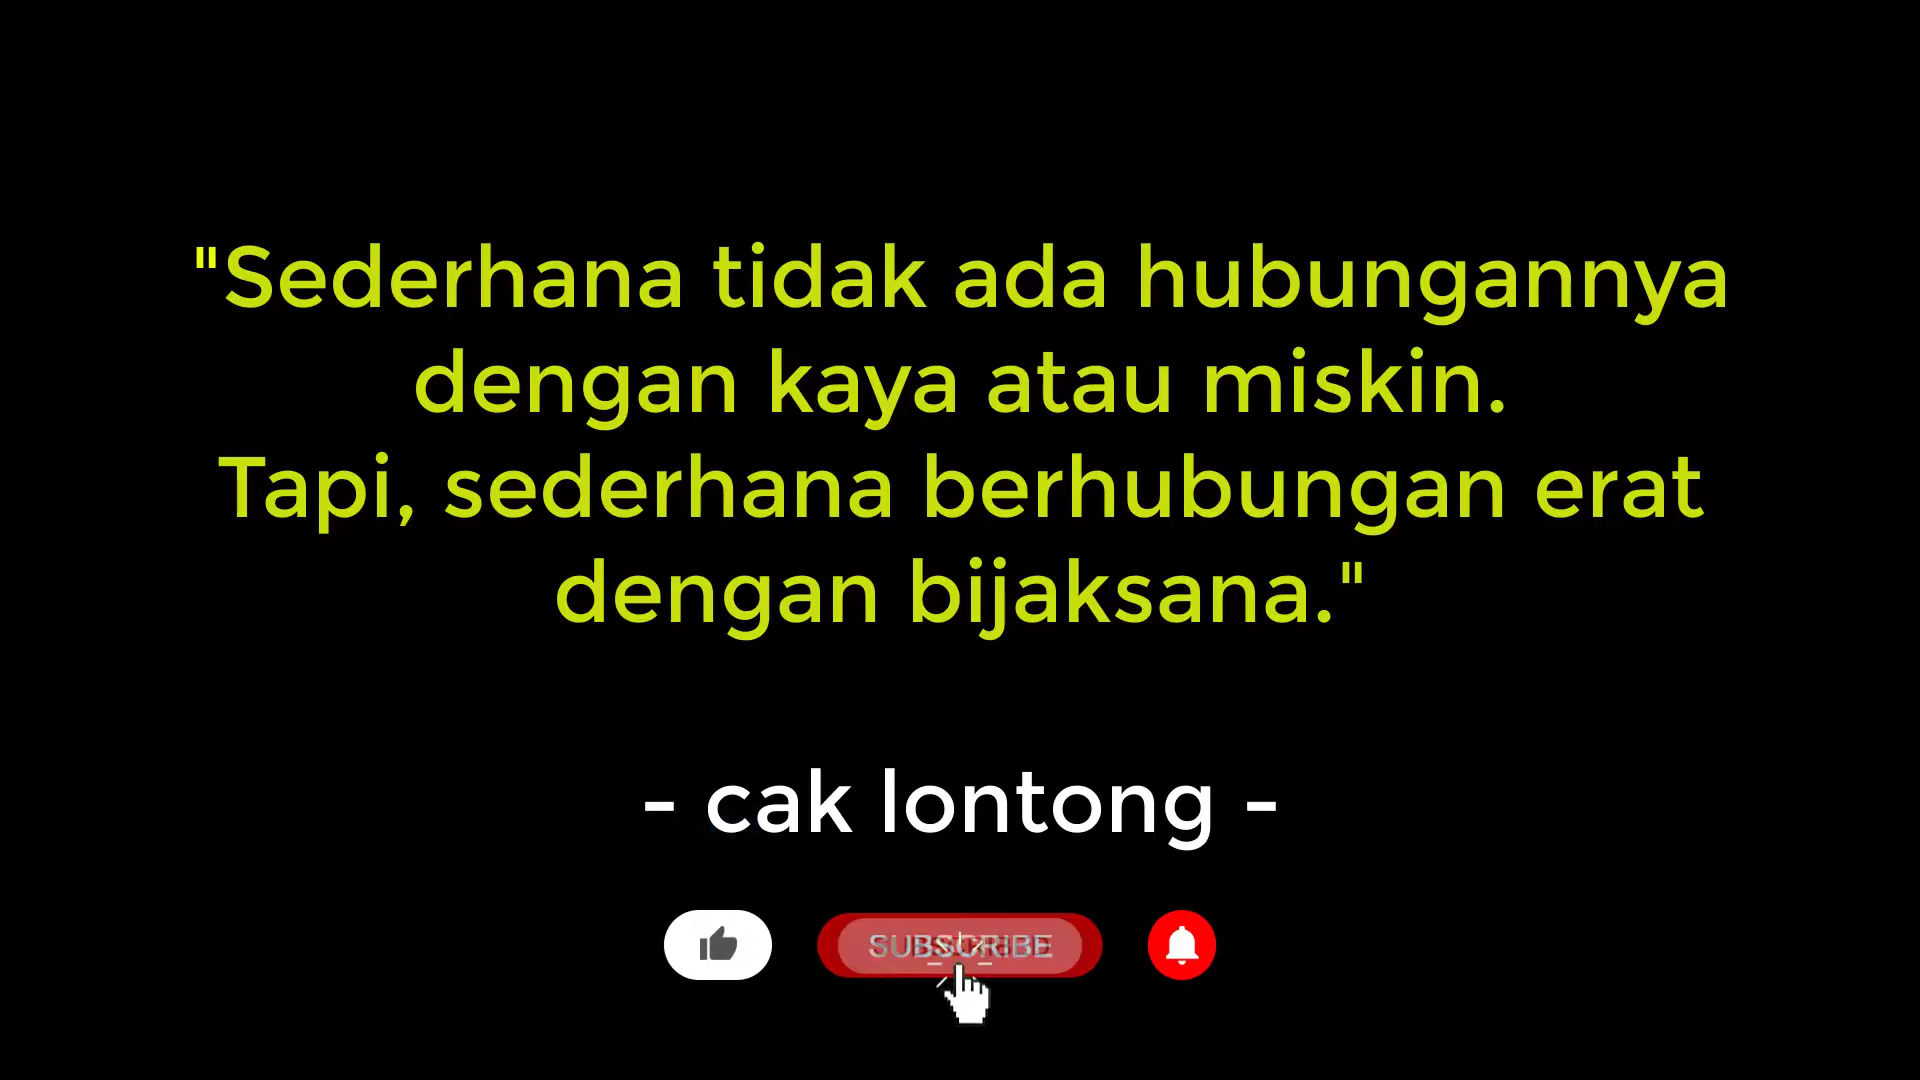 "Sederhana tidak ada hubungannya
dengan kaya atau miskin.
Tapi, sederhana berhubungan erat
dengan bijaksana."
- cak lontong -
SUBSCRIBE